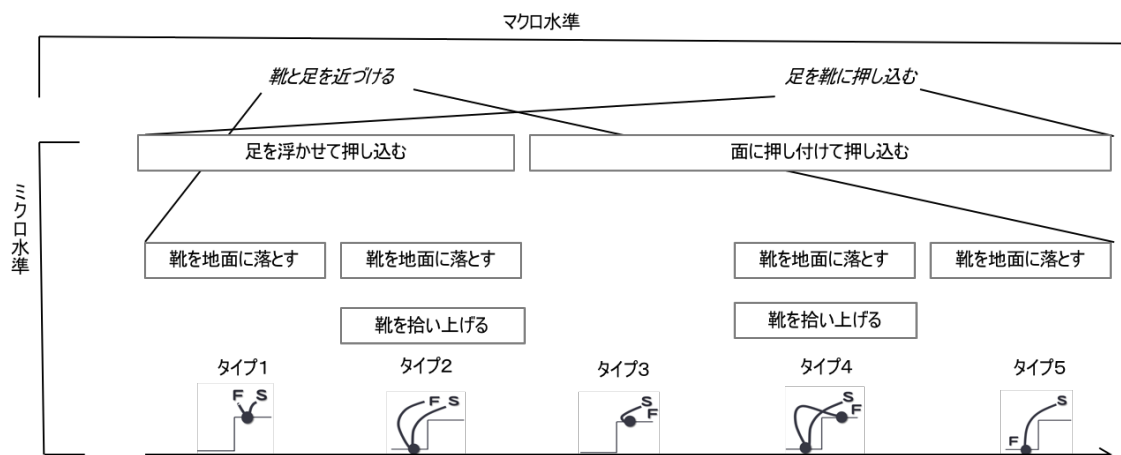 マクロ水準
靴と足を近づける
足を靴に押し込む
足を浮かせて押し込む
面に押し付けて押し込む
ミクロ水準
靴を地面に落とす
靴を地面に落とす
靴を地面に落とす
靴を地面に落とす
靴を拾い上げる
靴を拾い上げる
タイプ1
タイプ2
タイプ3
タイプ4
タイプ5
F S
F S
S
F
S
F
S
F